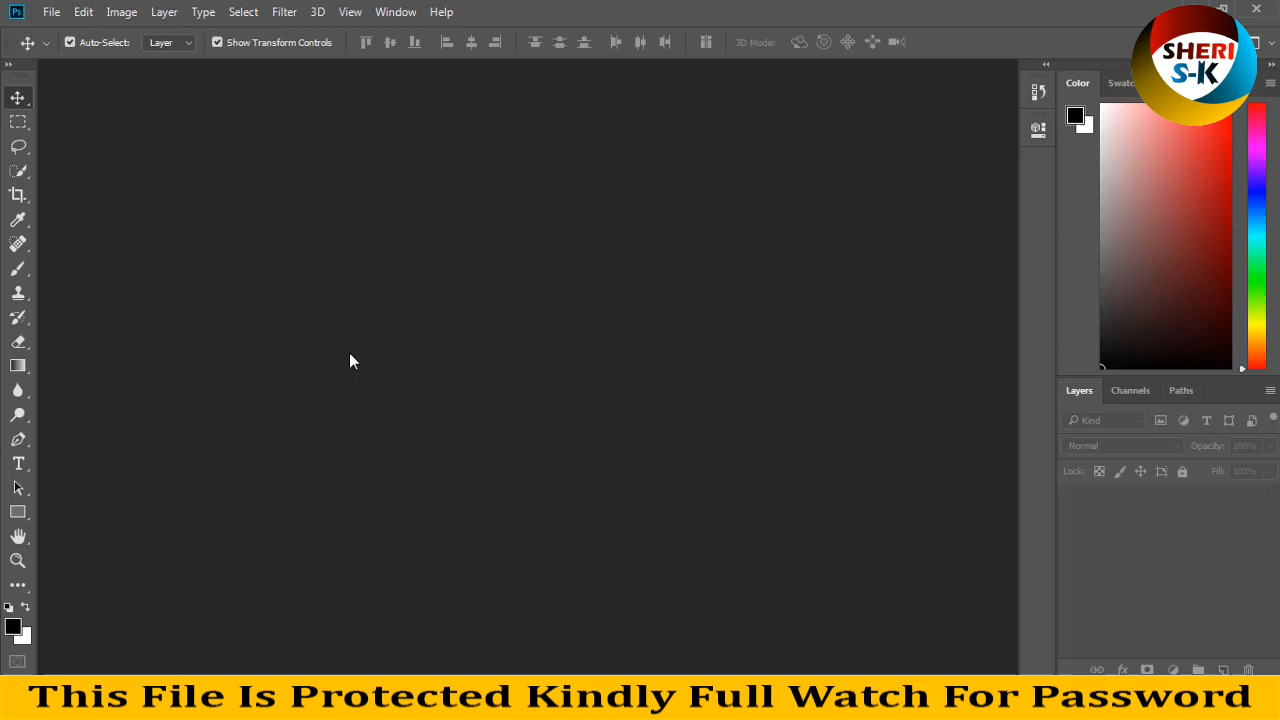 Ps File Edit Image Layer Type Select Filter 3D View Window Help
Auto-Select: Layer Show Transform Controls 3D Mode:
SHERI
S-K
Color
Layers Channels Paths
Kind
Normal Opacity: 100%
Lock: Fill: 100%
This File Is Protected Kindly Full Watch For Password